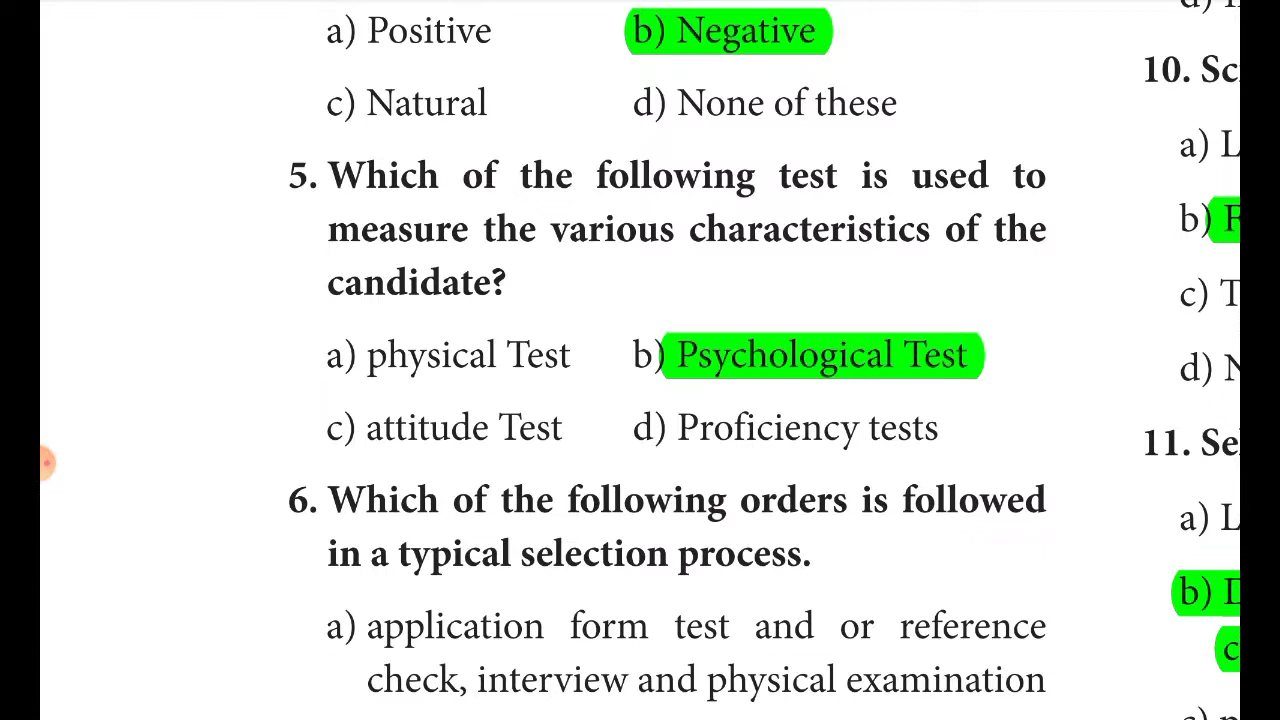 a) Positive b) Negative
c) Natural d) None of these
5. Which of the following test is used to
measure the various characteristics of the
candidate?
a) physical Test b) Psychological Test
c) attitude Test d) Proficiency tests
6. Which of the following orders is followed
in a typical selection process.
a) application form test and or reference
check, interview and physical examination
10.
a)
b)
c)
d)
11.
a)
b)